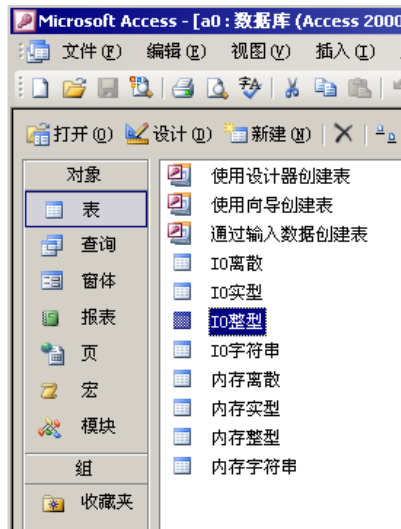 Microsoft Access - [a0 : 数据库 (Access 2000
文件(F) 编辑(E) 视图(V) 插入(I)
打开(O) 设计(D) 新建(N)
对象
表
查询
窗体
报表
页
宏
模块
组
收藏夹
使用设计器创建表
使用向导创建表
通过输入数据创建表
IO离散
IO实型
IO整型
IO字符串
内存离散
内存实型
内存整型
内存字符串